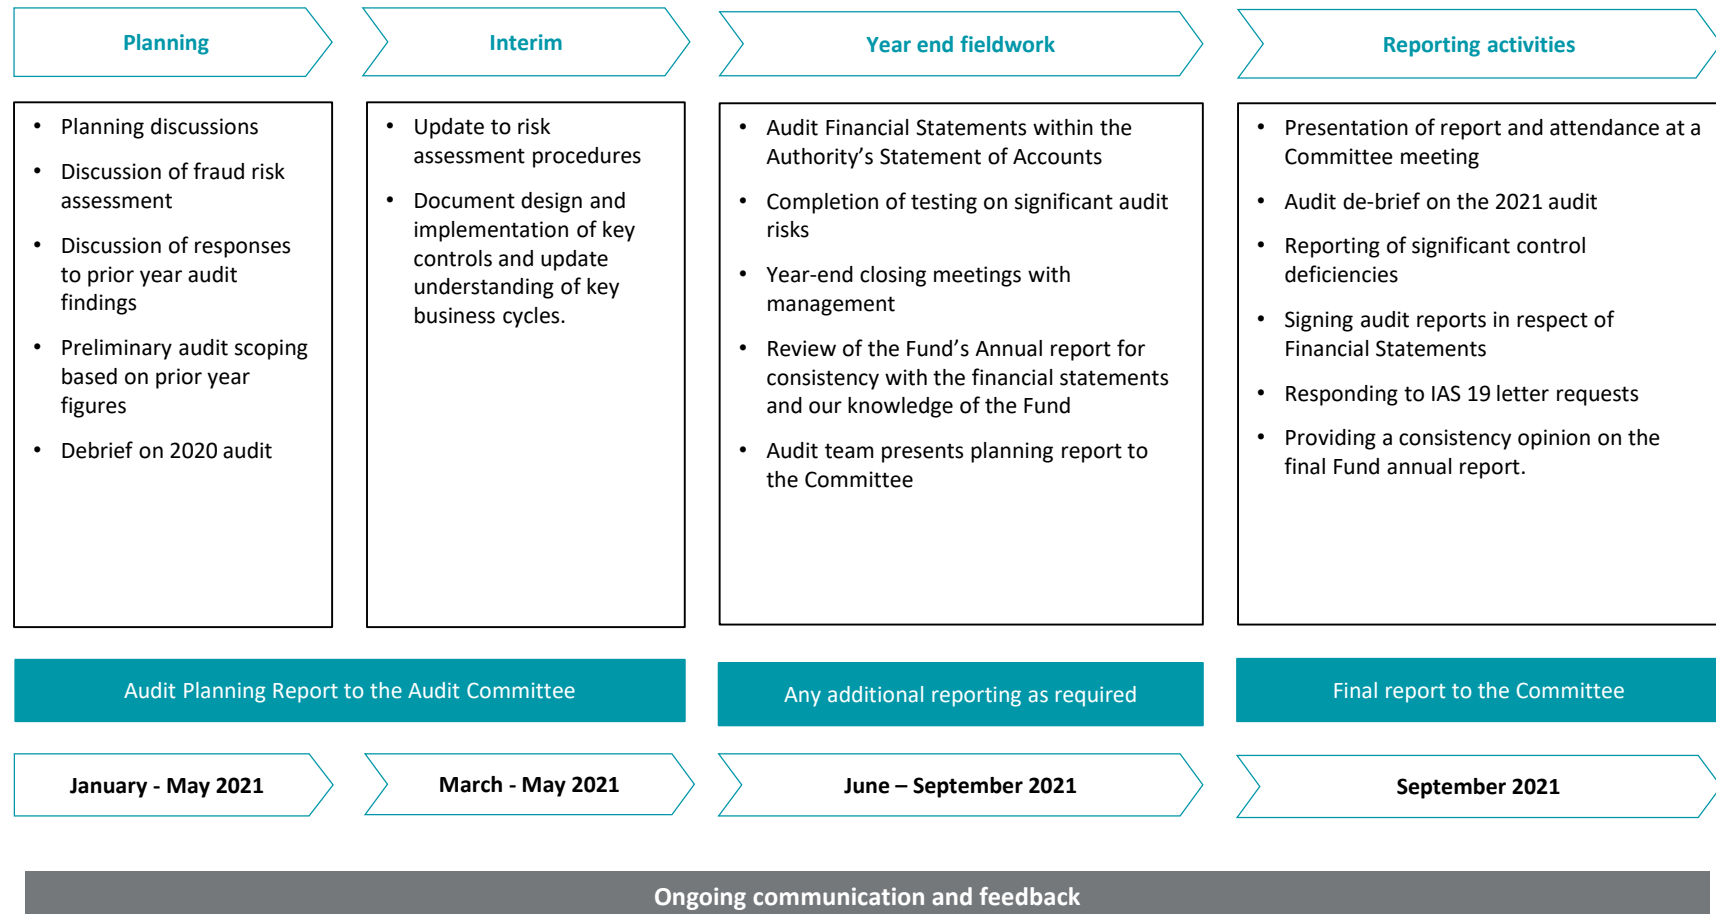 Planning
Interim
Year end fieldwork
Reporting activities
• Planning discussions
• Discussion of fraud risk
assessment
• Discussion of responses
to prior year audit
findings
• Preliminary audit scoping
based on prior year
figures
• Debrief on 2020 audit
• Update to risk
assessment procedures
• Document design and
implementation of key
controls and update
understanding of key
business cycles.
• Audit Financial Statements within the
Authority’s Statement of Accounts
• Completion of testing on significant audit
risks
• Year-end closing meetings with
management
• Review of the Fund’s Annual report for
consistency with the financial statements
and our knowledge of the Fund
• Audit team presents planning report to
the Committee
• Presentation of report and attendance at a
Committee meeting
• Audit de-brief on the 2021 audit
• Reporting of significant control
deficiencies
• Signing audit reports in respect of
Financial Statements
• Responding to IAS 19 letter requests
• Providing a consistency opinion on the
final Fund annual report.
Audit Planning Report to the Audit Committee
Any additional reporting as required
Final report to the Committee
January - May 2021
March - May 2021
June – September 2021
September 2021
Ongoing communication and feedback